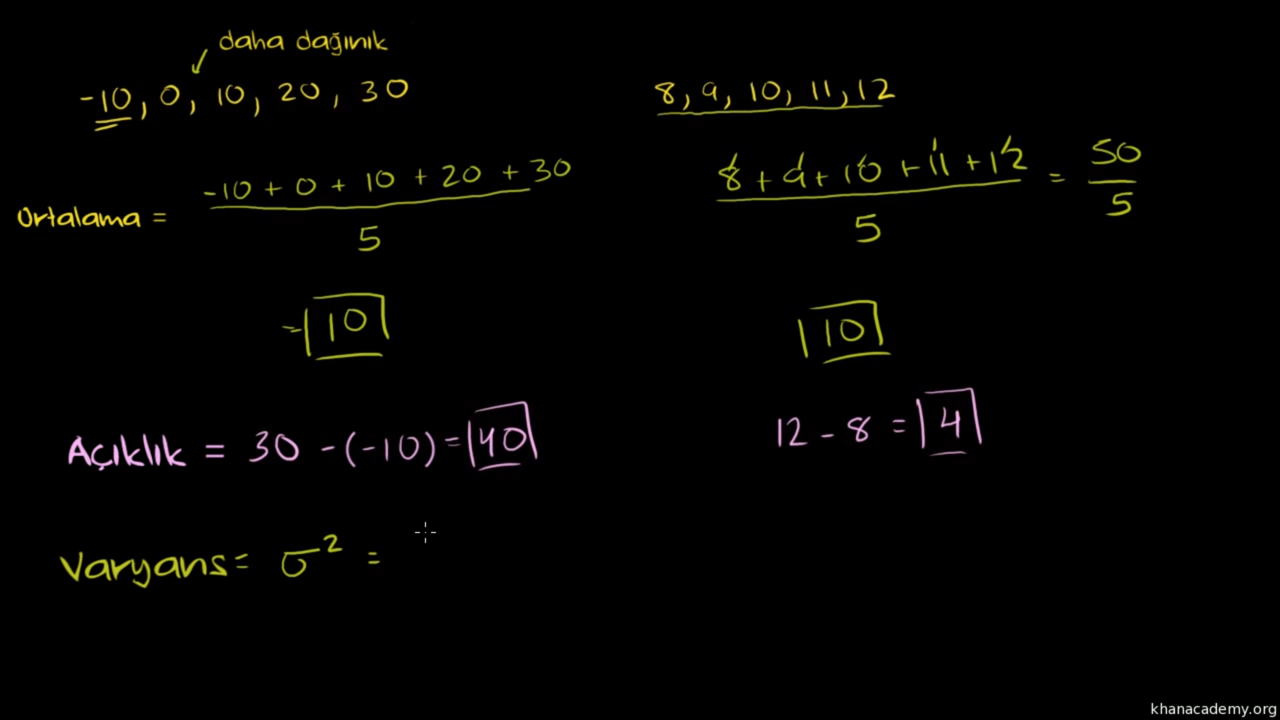 daha dağınık
-10, 0, 10, 20, 30
8, 9, 10, 11, 12
Ortalama = -10 + 0 + 10 + 20 + 30
5
8 + 9 + 10 + 11 + 12 = 50
5 5
= 10
10
Açıklık = 30 - (-10) = 40
12 - 8 = 4
Varyans = σ² =
khanacademy.org